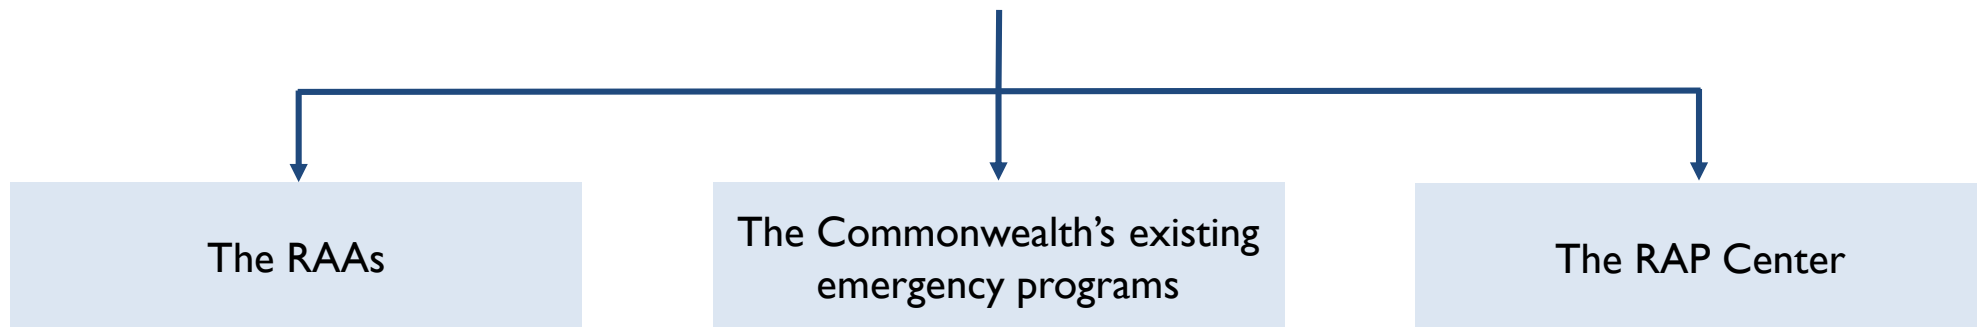 The RAAs
The Commonwealth’s existing
emergency programs
The RAP Center